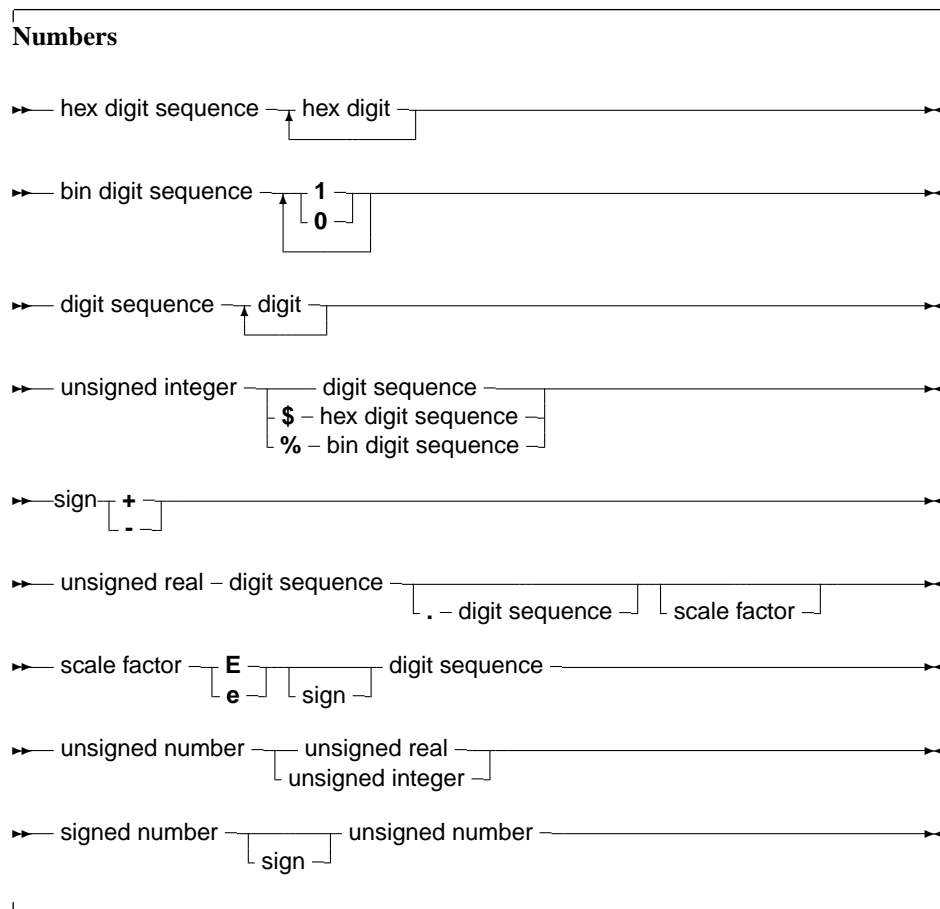 Numbers
hex digit sequence hex digit
bin digit sequence 1
0
digit sequence digit
unsigned integer digit sequence
$ hex digit sequence
% bin digit sequence
sign +
-
unsigned real digit sequence
. digit sequence scale factor
scale factor E digit sequence
e sign
unsigned number unsigned real
unsigned integer
signed number unsigned number
sign